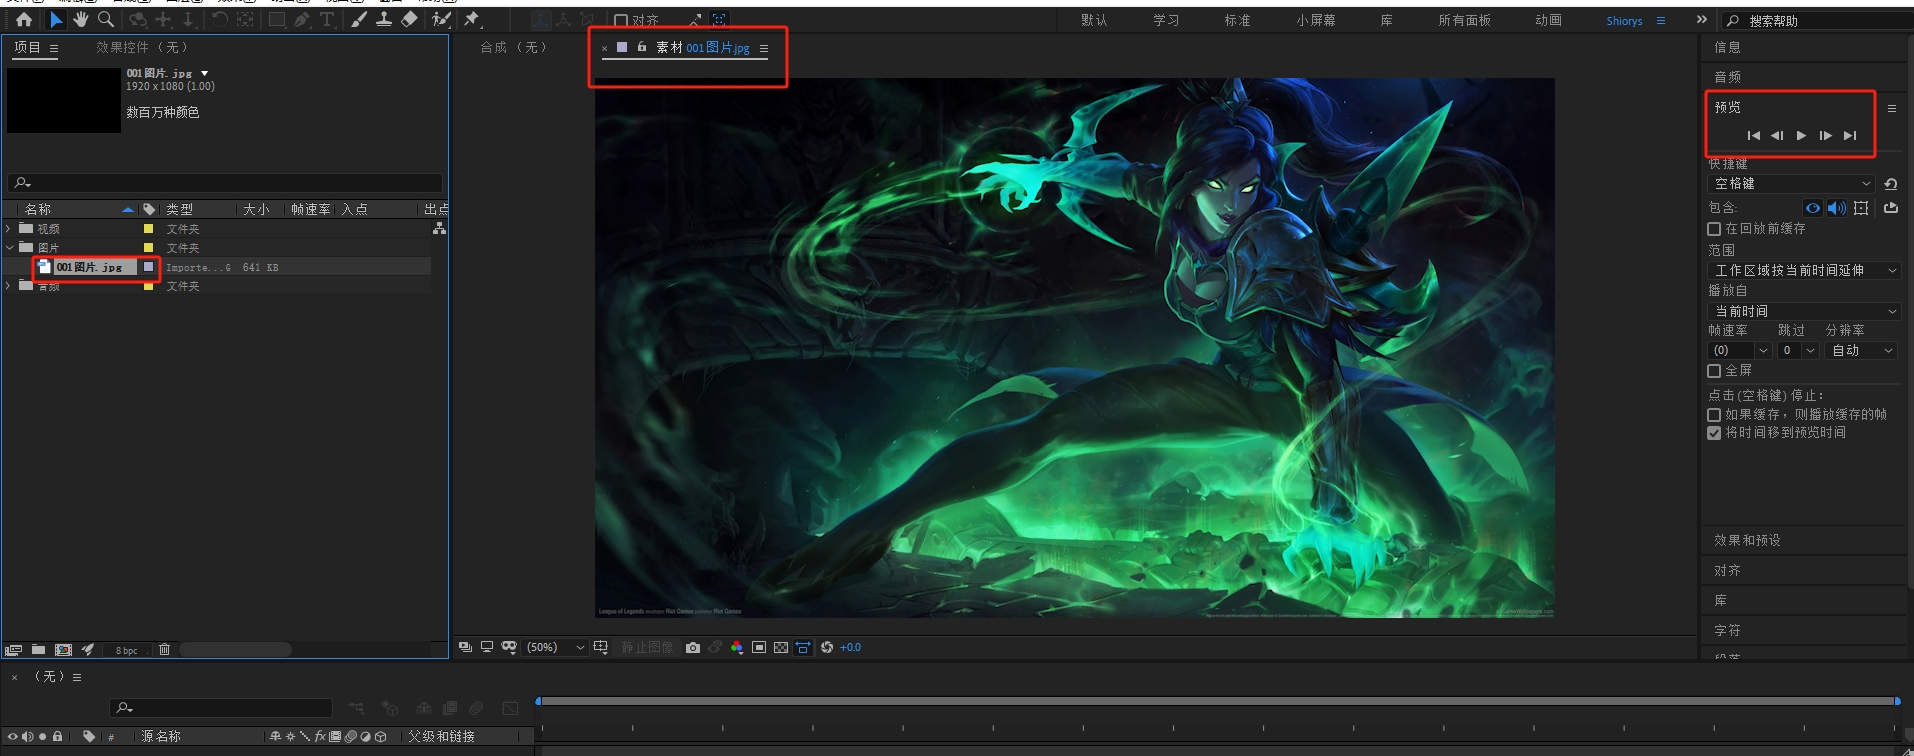 对齐
默认 学习 标准 小屏幕 库 所有面板 动画 Shiorys
搜索帮助
项目 效果控件 (无)
001图片.jpg
1920 x 1080 (1.00)
数百万种颜色
名称 类型 大小 帧速率 入点 出点
视频 文件夹
图片 文件夹
001图片.jpg Importe...G 641 KB
音频 文件夹
8 bpc
合成 (无)
素材 001图片.jpg
League of Legends developer Riot Games publisher Riot Games
(50%) 静止图像 +0.0
信息
音频
预览
快捷键
空格键
包含:
在回放前缓存
范围
工作区域按当前时间延伸
播放自
当前时间
帧速率 跳过 分辨率
(0) 0 自动
全屏
点击(空格键)停止:
如果缓存，则播放缓存的帧
将时间移到预览时间
效果和预设
对齐
库
字符
(无)
# 源名称 fx 父级和链接